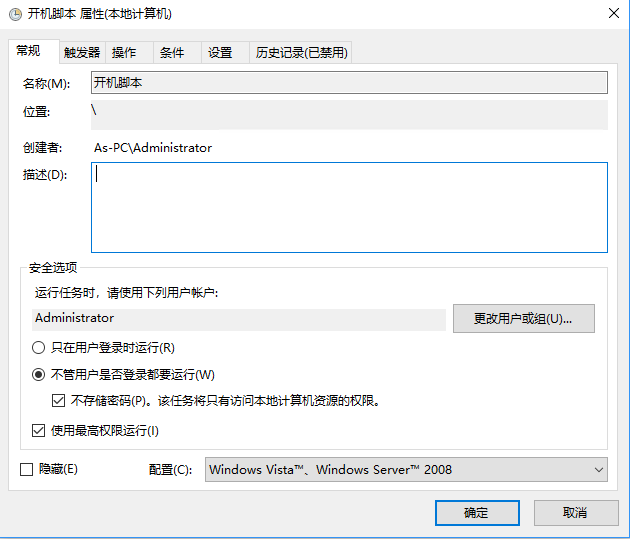 开机脚本 属性(本地计算机)
常规 触发器 操作 条件 设置 历史记录(已禁用)
名称(M): 开机脚本
位置: \
创建者: As-PC\Administrator
描述(D):
安全选项
运行任务时，请使用下列用户帐户:
Administrator 更改用户或组(U)...
只在用户登录时运行(R)
不管用户是否登录都要运行(W)
不存储密码(P)。该任务将只有访问本地计算机资源的权限。
使用最高权限运行(I)
隐藏(E) 配置(C): Windows Vista™、Windows Server™ 2008
确定 取消